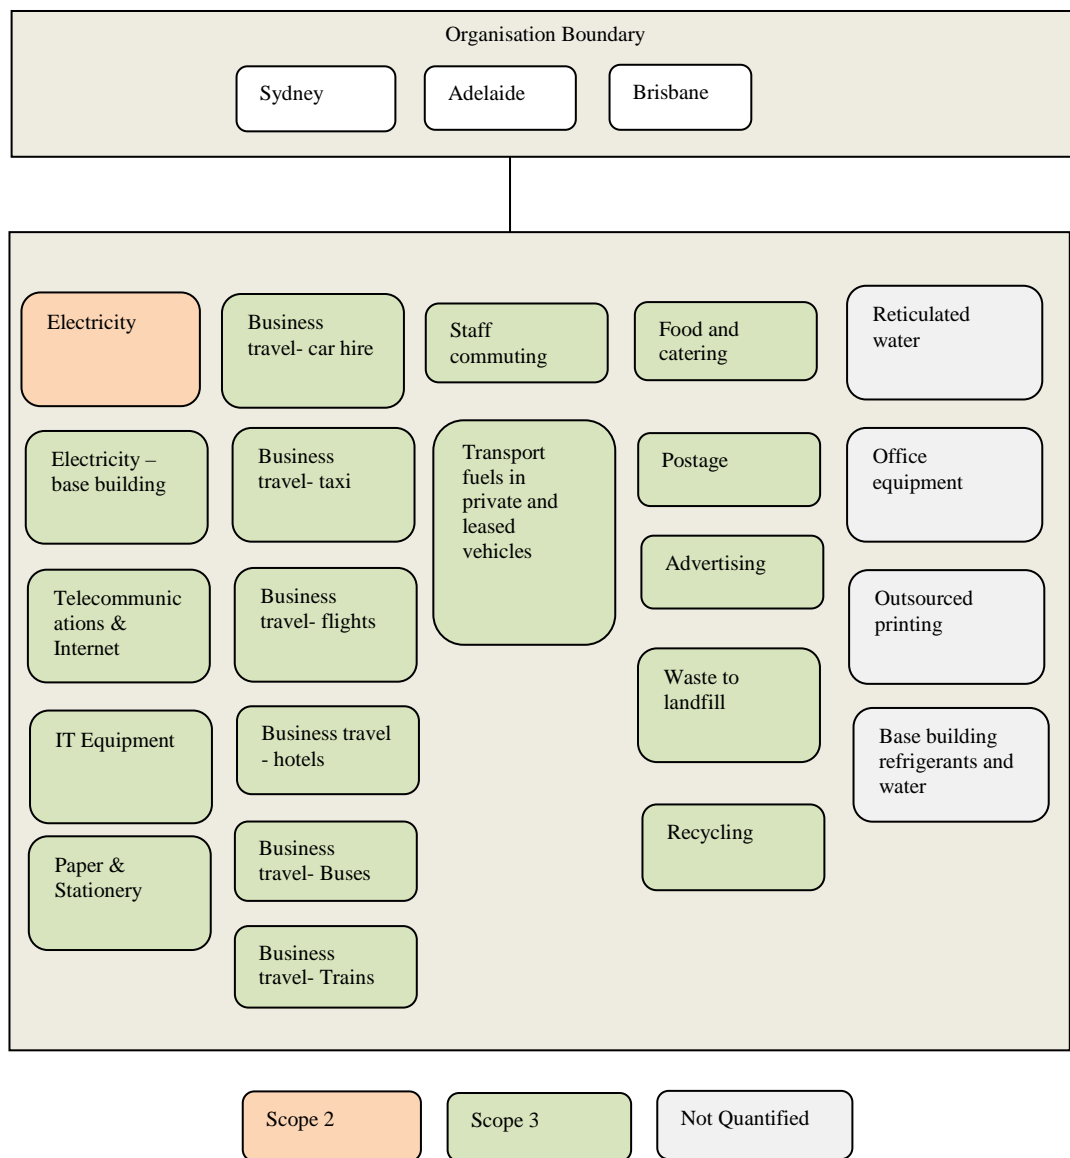 Organisation Boundary
Sydney
Adelaide
Brisbane
Electricity
Electricity –
base building
Telecommunic
ations &
Internet
IT Equipment
Paper &
Stationery
Business
travel- car hire
Business
travel- taxi
Business
travel- flights
Business travel
- hotels
Business
travel- Buses
Business
travel- Trains
Staff
commuting
Transport
fuels in
private and
leased
vehicles
Food and
catering
Postage
Advertising
Waste to
landfill
Recycling
Reticulated
water
Office
equipment
Outsourced
printing
Base building
refrigerants and
water
Scope 2
Scope 3
Not Quantified